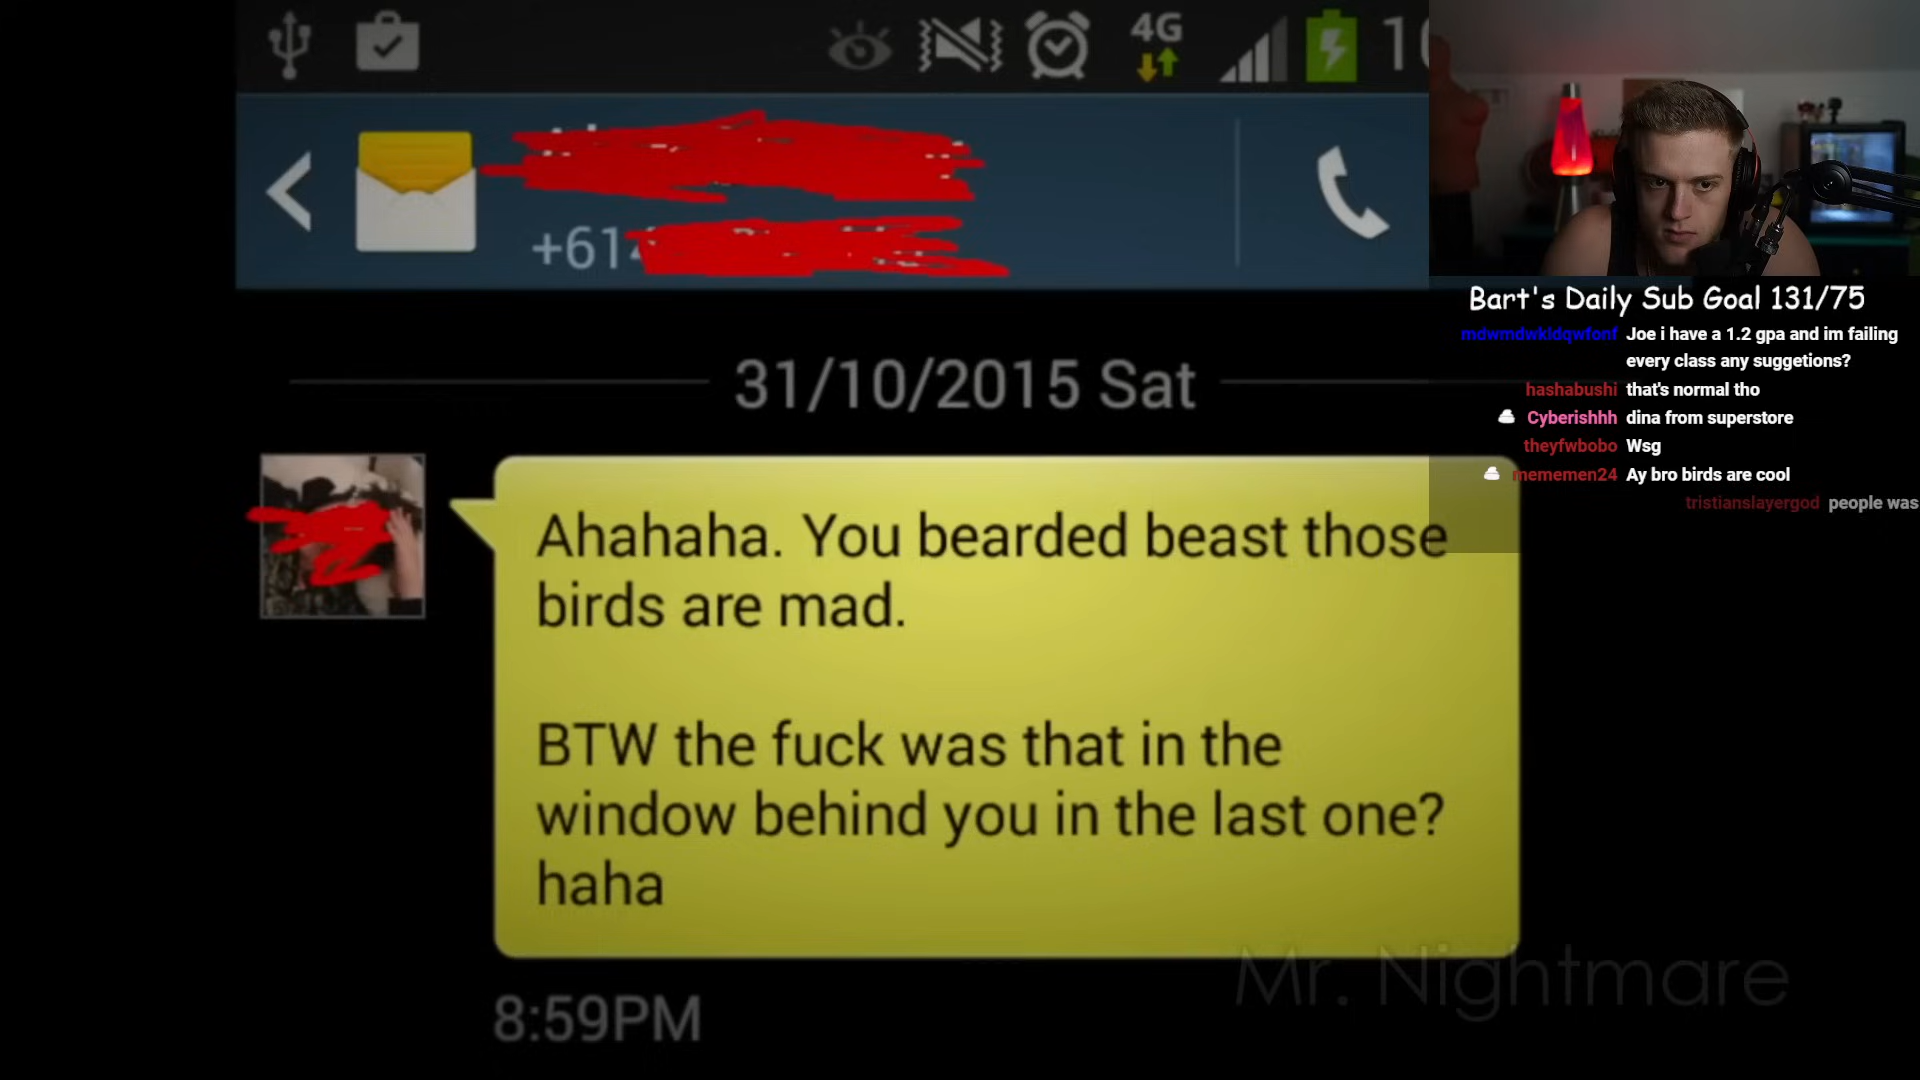 4G
+61
31/10/2015 Sat
Ahahaha. You bearded beast those
birds are mad.
BTW the fuck was that in the
window behind you in the last one?
haha
8:59PM
Mr. Nightmare
Bart's Daily Sub Goal 131/75
mdwmdwkldqwfonf Joe i have a 1.2 gpa and im failing
every class any suggetions?
hashabushi that's normal tho
Cyberishhh dina from superstore
theyfwbobo Wsg
mememen24 Ay bro birds are cool
tristianslayergod people was